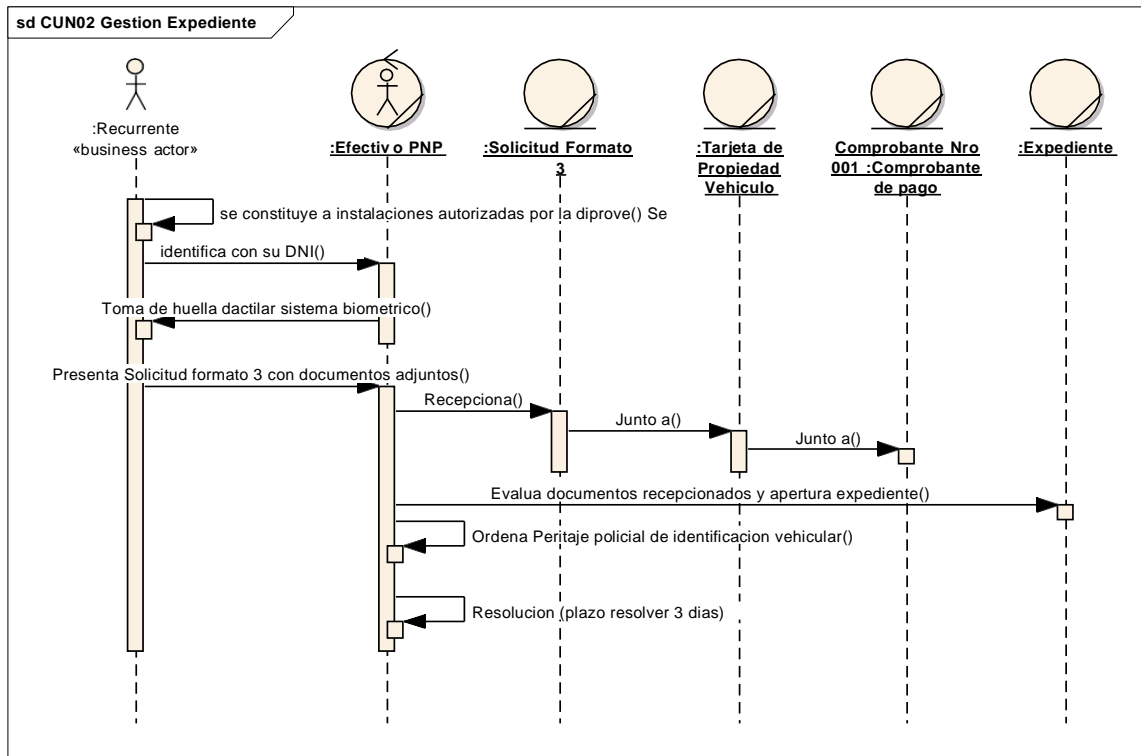 sd CUN02 Gestion Expediente
:Recurrente
«business actor»
:Efectivo PNP
:Solicitud Formato
3
:Tarjeta de
Propiedad
Vehiculo
Comprobante Nro
001 :Comprobante
de pago
:Expediente
se constituye a instalaciones autorizadas por la diprove() Se
identifica con su DNI()
Toma de huella dactilar sistema biometrico()
Presenta Solicitud formato 3 con documentos adjuntos()
Recepciona()
Junto a()
Junto a()
Evalua documentos recepcionados y apertura expediente()
Ordena Peritaje policial de identificacion vehicular()
Resolucion (plazo resolver 3 dias)